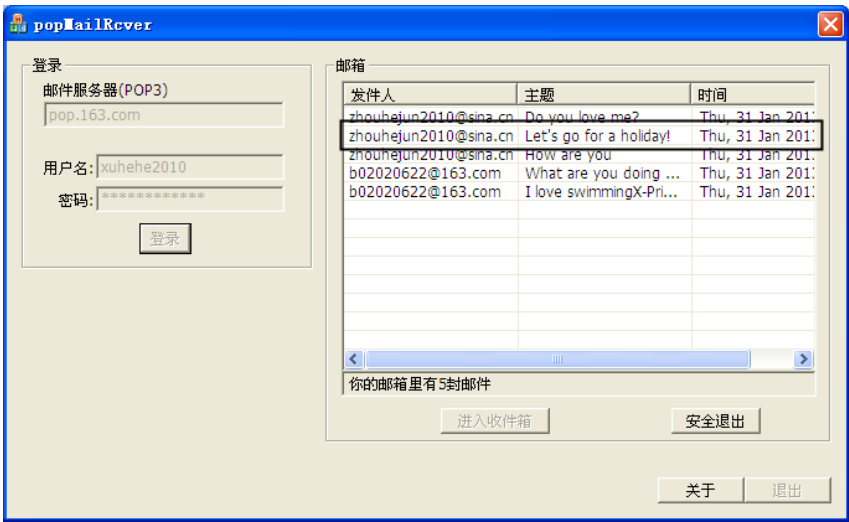 popMailRcver
登录
邮件服务器(POP3)
pop.163.com
用户名: xuhehe2010
密码: ************
登录
邮箱
发件人 主题 时间
zhouhejun2010@sina.cn Do you love me? Thu, 31 Jan 201
zhouhejun2010@sina.cn Let's go for a holiday! Thu, 31 Jan 201
zhouhejun2010@sina.cn How are you Thu, 31 Jan 201
b02020622@163.com What are you doing ... Thu, 31 Jan 201
b02020622@163.com I love swimmingX-Pri... Thu, 31 Jan 201
你的邮箱里有5封邮件
进入收件箱 安全退出
关于 退出